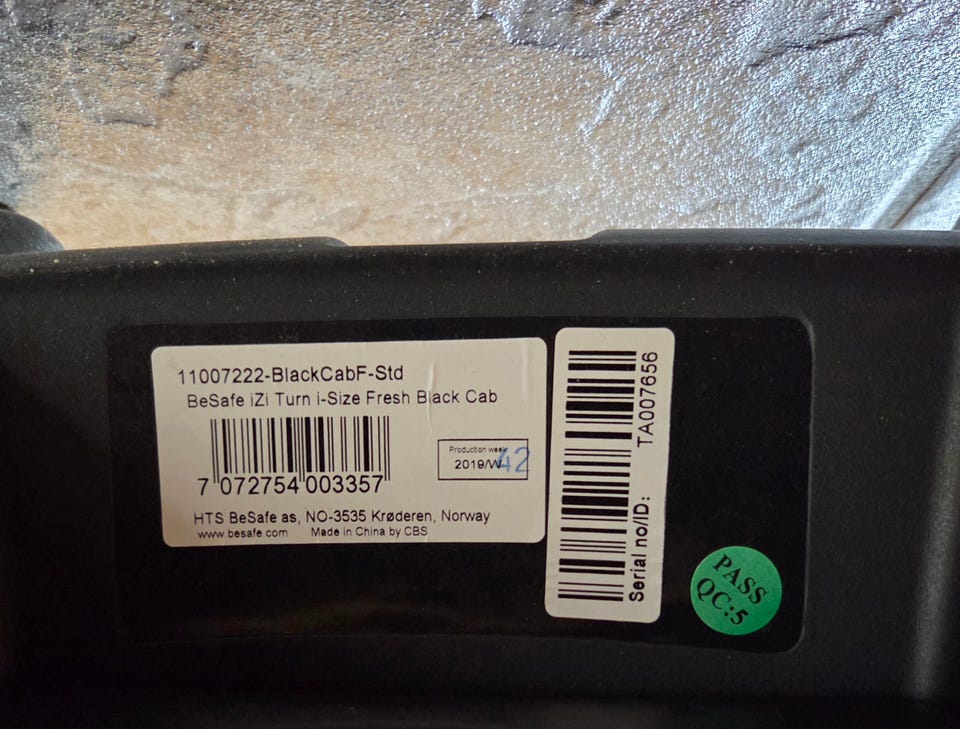 11007222-BlackCabF-Std
BeSafe iZi Turn i-Size Fresh Black Cab
Production week
2019/W42
7 072754 003357
HTS BeSafe as, NO-3535 Krøderen, Norway
www.besafe.com Made in China by CBS
Serial no/ID: TA007656
PASS
QC:5